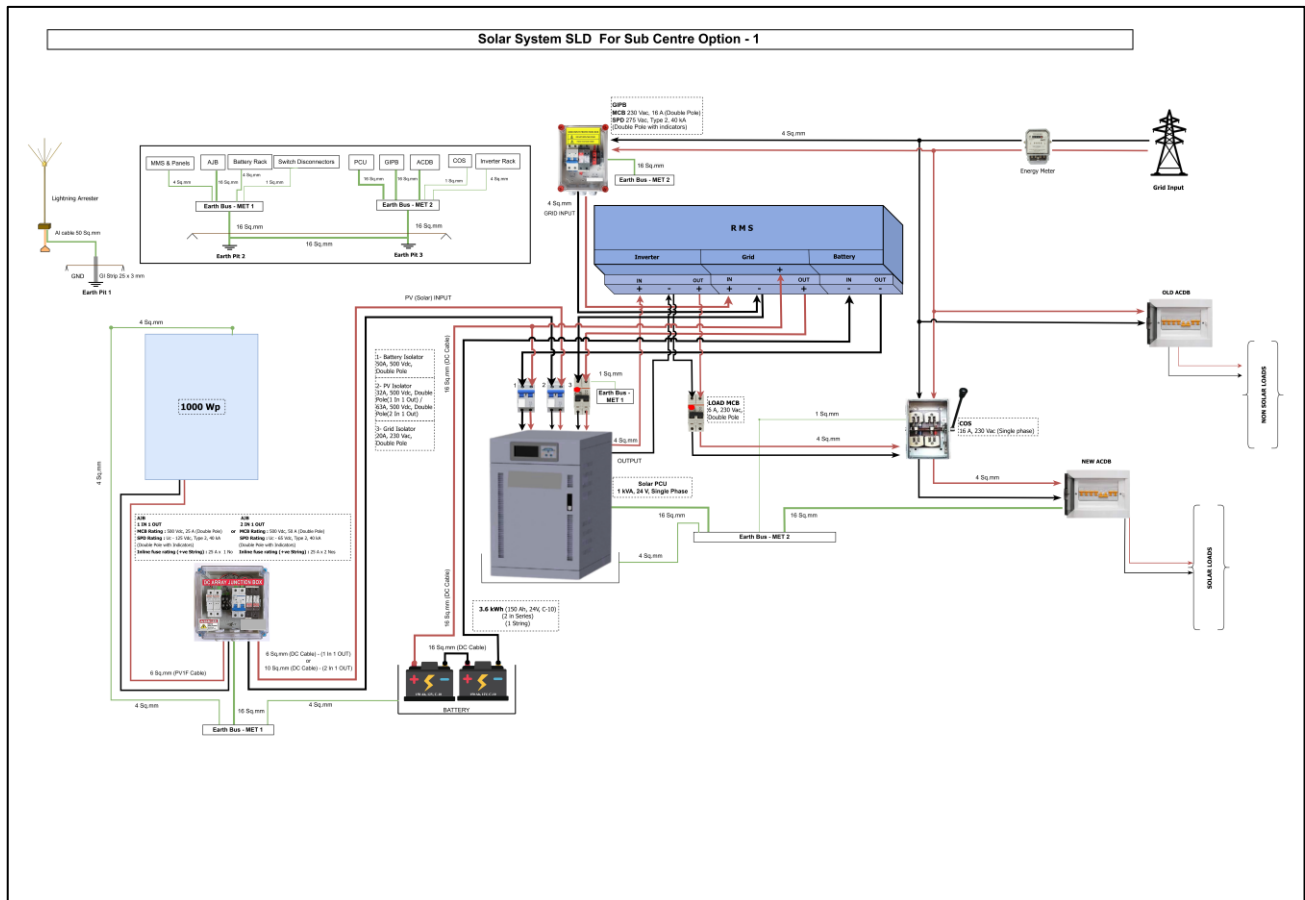 Solar System SLD For Sub Centre Option - 1
GIPB
MCB 230 Vac, 16 A (Double Pole)
SPD 275 Vac, Type 2, 40 kA
(Double Pole with indicators)
4 Sq.mm
Energy Meter
Grid Input
16 Sq.mm
Earth Bus - MET 2
4 Sq.mm
GRID INPUT
Lightning Arrester
Al cable 50 Sq.mm
GND
GI Strip 25 x 3 mm
Earth Pit 1
MMS & Panels
AJB
Battery Rack
Switch Disconnectors
PCU
GIPB
ACDB
COS
Inverter Rack
4 Sq.mm
16 Sq.mm
4 Sq.mm
1 Sq.mm
16 Sq.mm
16 Sq.mm
16 Sq.mm
1 Sq.mm
4 Sq.mm
Earth Bus - MET 1
Earth Bus - MET 2
16 Sq.mm
16 Sq.mm
16 Sq.mm
Earth Pit 2
Earth Pit 3
R M S
Inverter
Grid
Battery
IN
OUT
IN
OUT
IN
OUT
+
-
+
+
-
+
+
-
-
PV (Solar) INPUT
4 Sq.mm
1000 Wp
4 Sq.mm
16 Sq.mm (DC Cable)
1- Battery Isolator
50A, 500 Vdc,
Double Pole
2- PV Isolator
32A, 500 Vdc, Double
Pole(1 In 1 Out) /
63A, 500 Vdc, Double
Pole(2 In 1 Out)
3- Grid Isolator
20A, 230 Vac,
Double Pole
1
2
3
1 Sq.mm
Earth Bus -
MET 1
4 Sq.mm
OUTPUT
LOAD MCB
6 A, 230 Vac,
Double Pole
1 Sq.mm
4 Sq.mm
COS
16 A, 230 Vac (Single phase)
OLD ACDB
NON SOLAR LOADS
NEW ACDB
4 Sq.mm
SOLAR LOADS
Solar PCU
1 kVA, 24 V, Single Phase
16 Sq.mm
16 Sq.mm
Earth Bus - MET 2
4 Sq.mm
AJB
1 IN 1 OUT
MCB Rating : 500 Vdc, 25 A (Double Pole)
(Double Pole with Indicators)
Inline fuse rating (+ve String) : 25 A x 1 No
or
AJB
2 IN 1 OUT
MCB Rating : 500 Vdc, 50 A (Double Pole)
(Double Pole with Indicators)
Inline fuse rating (+ve String) : 25 A x 2 Nos
DC ARRAY JUNCTION BOX
6 Sq.mm (PV1F Cable)
6 Sq.mm (DC Cable) - (1 In 1 OUT)
or
10 Sq.mm (DC Cable) - (2 In 1 OUT)
4 Sq.mm
16 Sq.mm
4 Sq.mm
Earth Bus - MET 1
16 Sq.mm (DC Cable)
3.6 kWh (150 Ah, 24V, C-10)
(2 in Series)
(1 String)
16 Sq.mm (DC Cable)
BATTERY